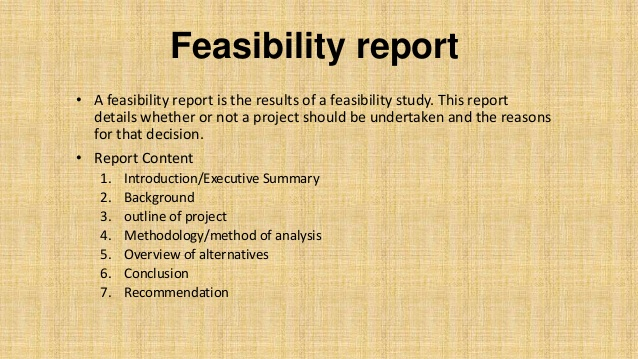 Feasibility report
• A feasibility report is the results of a feasibility study. This report
details whether or not a project should be undertaken and the reasons
for that decision.
• Report Content
1. Introduction/Executive Summary
2. Background
3. outline of project
4. Methodology/method of analysis
5. Overview of alternatives
6. Conclusion
7. Recommendation